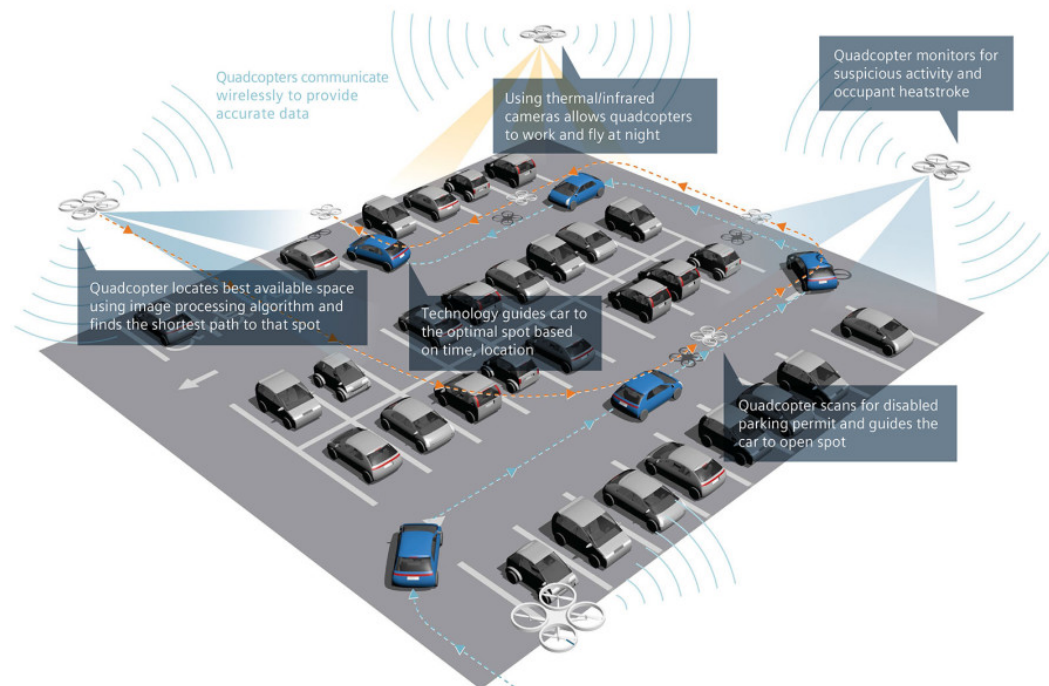 Quadcopters communicate
wirelessly to provide
accurate data
Using thermal/infrared
cameras allows quadcopters
to work and fly at night
Quadcopter monitors for
suspicious activity and
occupant heatstroke
Quadcopter locates best available space
using image processing algorithm and
finds the shortest path to that spot
Technology guides car to
the optimal spot based
on time, location
Quadcopter scans for disabled
parking permit and guides the
car to open spot